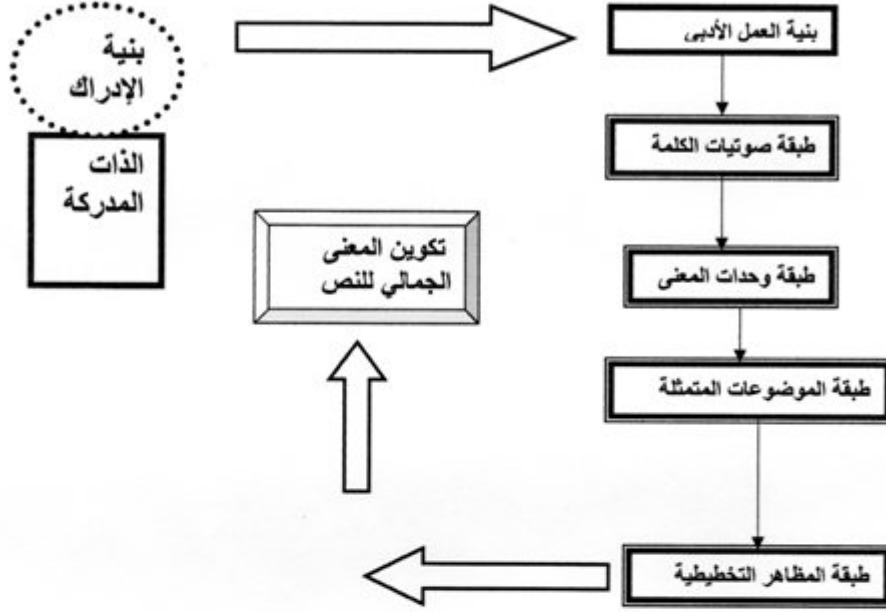 بنية
الإدراك
الذات
المدركة
بنية العمل الأدبى
طبقة صوتيات الكلمة
طبقة وحدات المعنى
طبقة الموضوعات المتمثلة
طبقة المظاهر التخطيطية
تكوين المعنى
الجمالي للنص